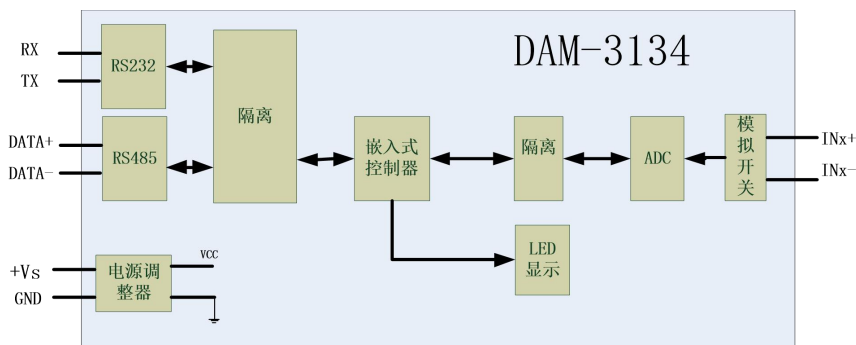 DAM-3134
RX
TX
RS232
隔离
DATA+
DATA-
RS485
嵌入式
控制器
隔离
ADC
模
拟
开
关
INx+
INx-
LED
显示
+Vs
GND
电源调
整器
VCC